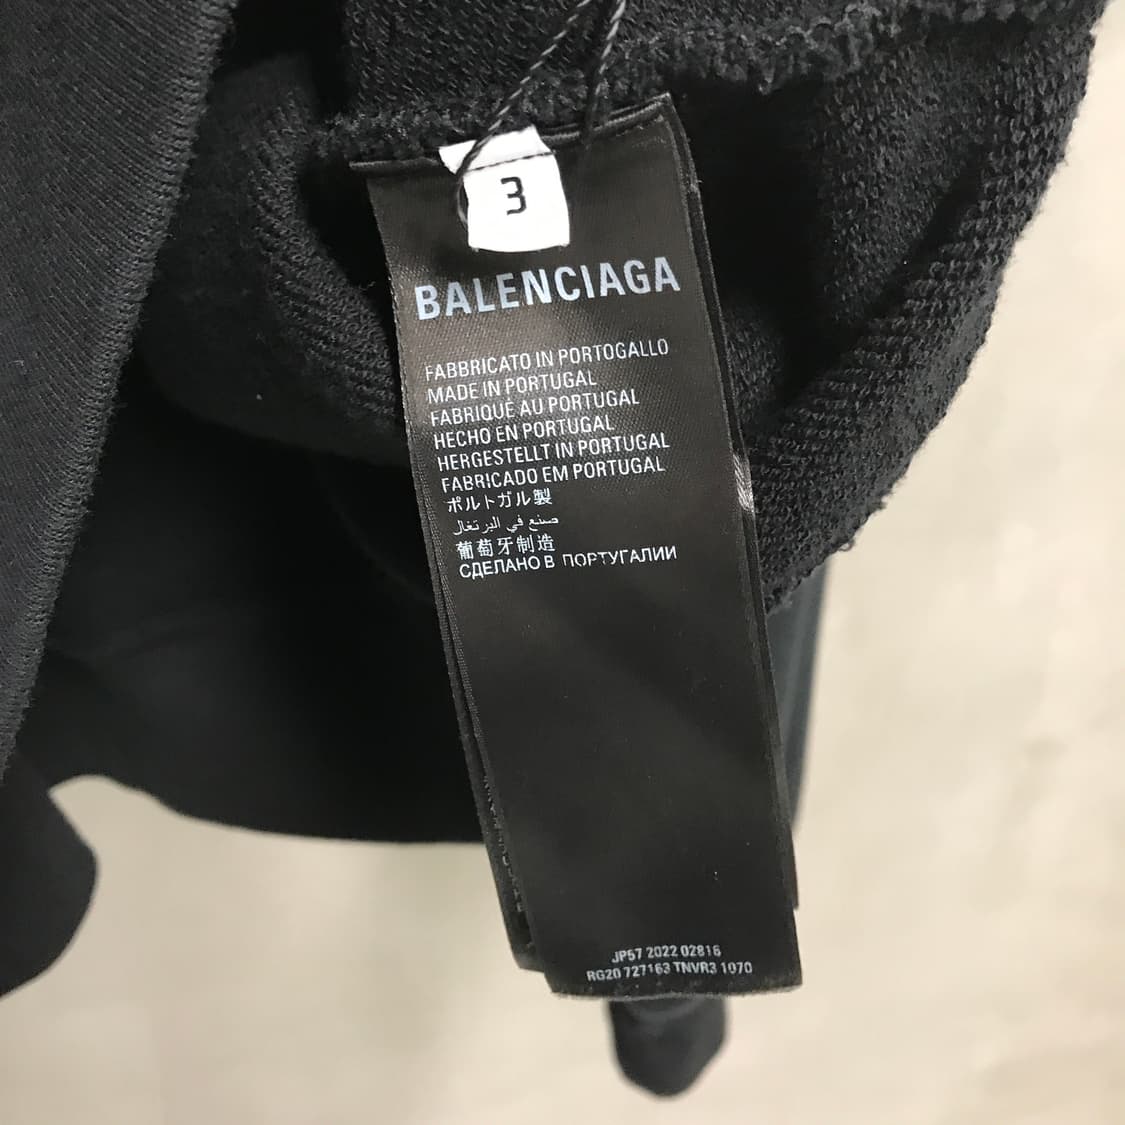 3
BALENCIAGA
FABBRICATO IN PORTOGALLO
MADE IN PORTUGAL
FABRIQUÉ AU PORTUGAL
HECHO EN PORTUGAL
HERGESTELLT IN PORTUGAL
FABRICADO EM PORTUGAL
ポルトガル製
صنع في البرتغال
葡萄牙制造
СДЕЛАНО В ПОРТУГАЛИИ
JP57 2022 02816
RG20 727163 TNVR3 1070